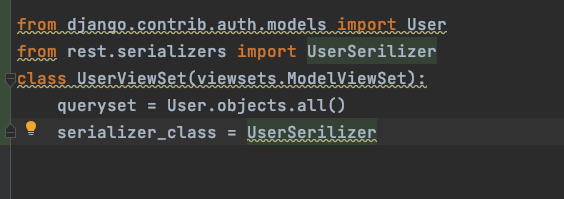 from django.contrib.auth.models import User
from rest.serializers import UserSerilizer
class UserViewSet(viewsets.ModelViewSet):
    queryset = User.objects.all()
    serializer_class = UserSerilizer